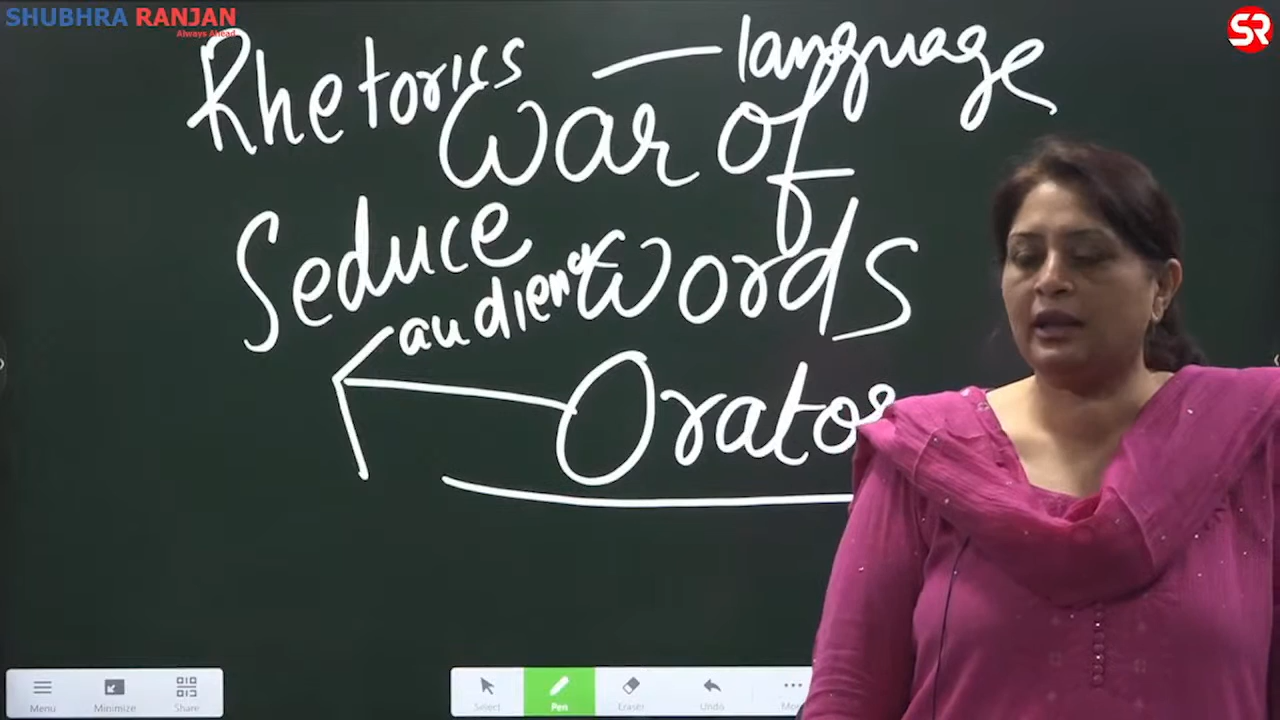 SHUBHRA RANJAN
Always Ahead
SR
Rhetorics — language
War of
Seduce
audience
Words
Orator
Menu
Minimize
Share
Select
Pen
Eraser
Undo